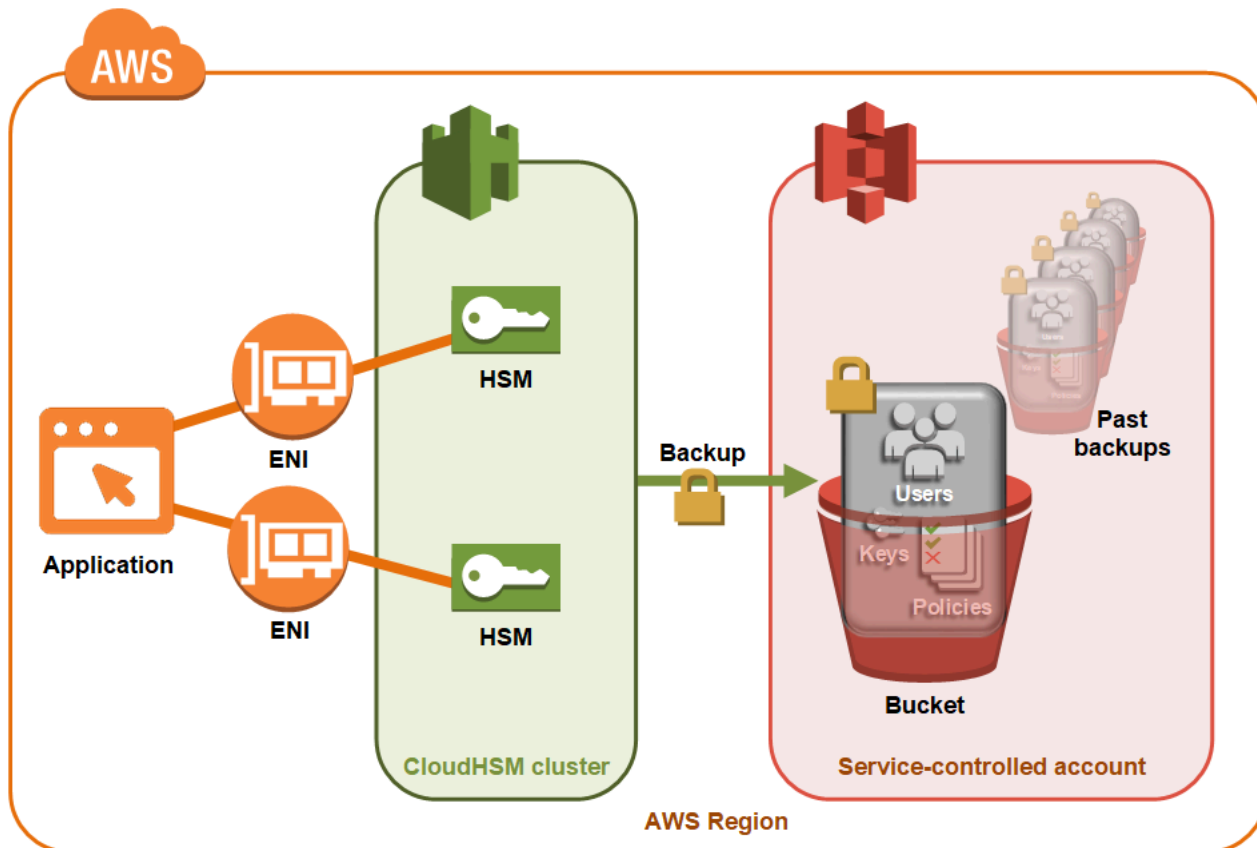 AWS
HSM
ENI
Application
ENI
HSM
CloudHSM cluster
Backup
Users
Keys
Policies
Bucket
Users
Past
backups
Service-controlled account
AWS Region